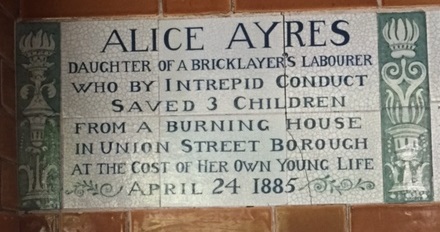 ALICE AYRES
DAUGHTER OF A BRICKLAYER'S LABOURER
WHO BY INTREPID CONDUCT
SAVED 3 CHILDREN
FROM A BURNING HOUSE
IN UNION STREET BOROUGH
AT THE COST OF HER OWN YOUNG LIFE
APRIL 24 1885